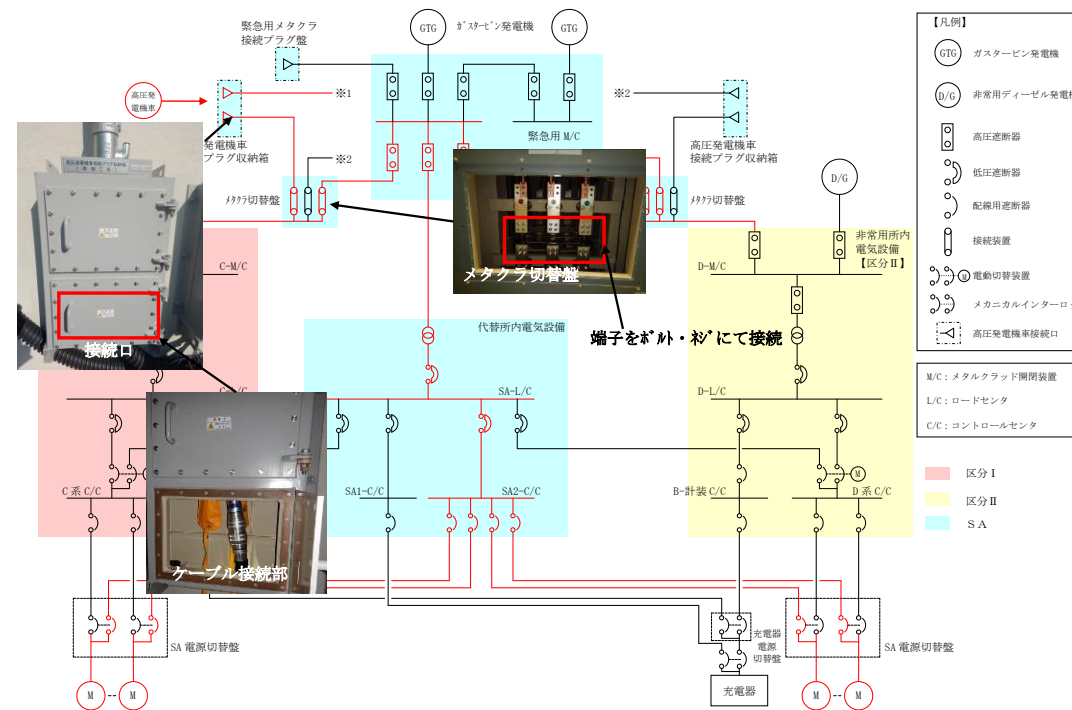 緊急用メタクラ
接続プラグ盤
GTG
ガスタービン発電機
GTG
高圧発
電機車
※1
※2
※2
緊急用 M/C
発電機車
プラグ収納箱
高圧発電機車
接続プラグ収納箱
メタクラ切替盤
メタクラ切替盤
D/G
非常用所内
電気設備
【区分Ⅱ】
C-M/C
D-M/C
接続口
メタクラ切替盤
端子をボルト・ネジにて接続
代替所内電気設備
C-L/C
SA-L/C
D-L/C
M
C 系 C/C
SA1-C/C
SA2-C/C
B-計装 C/C
D 系 C/C
ケーブル接続部
SA 電源切替盤
充電器
電源
切替盤
SA 電源切替盤
M
M
充電器
M
M
【凡例】
GTG
ガスタービン発電機
D/G
非常用ディーゼル発電機
高圧遮断器
低圧遮断器
配線用遮断器
接続装置
M
電動切替装置
メカニカルインターロッ
高圧発電機車接続口
M/C：メタルクラッド開閉装置
L/C：ロードセンタ
C/C：コントロールセンタ
区分Ⅰ
区分Ⅱ
ＳＡ